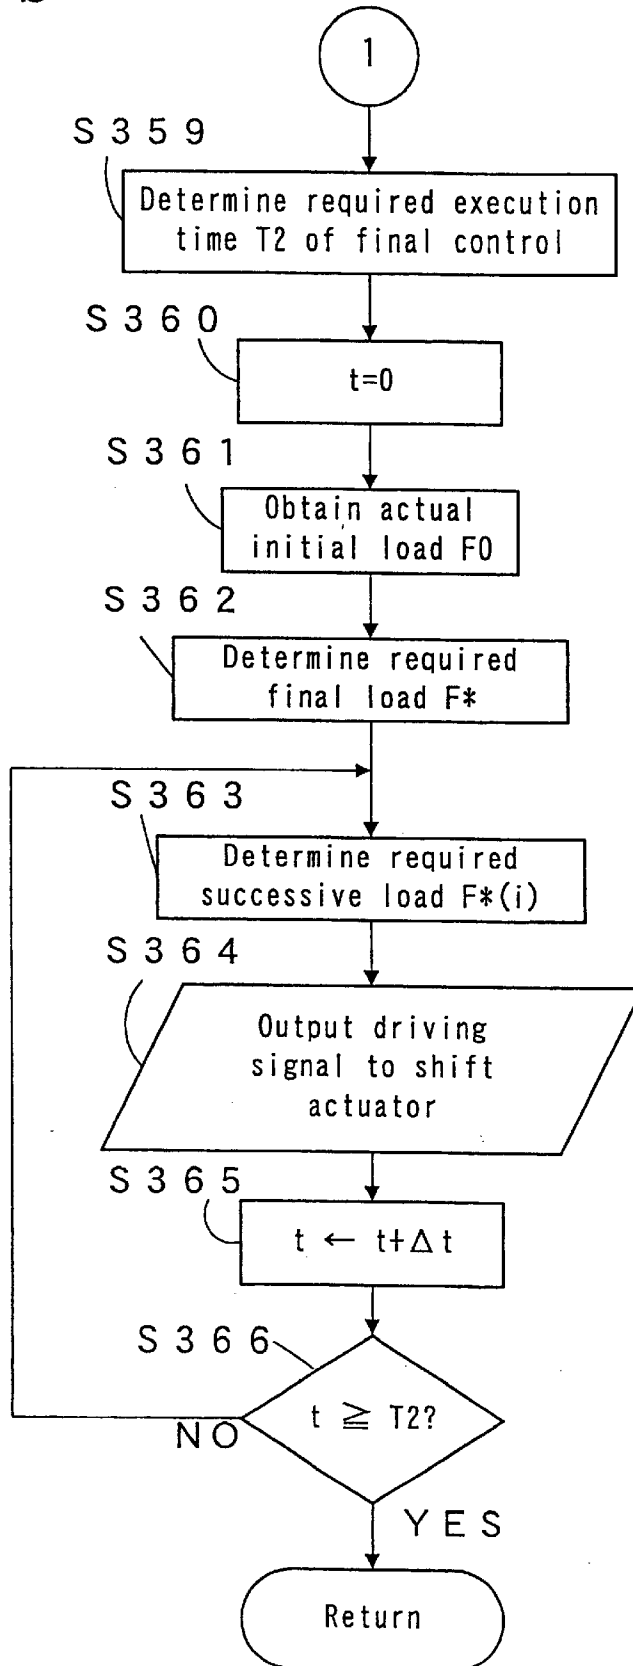 1
S359
Determine required execution
time T2 of final control
S360
t=0
S361
Obtain actual
initial load F0
S362
Determine required
final load F*
S363
Determine required
successive load F*(i)
S364
Output driving
signal to shift
actuator
S365
t ← t+Δt
S366
t ≧ T2?
NO
YES
Return